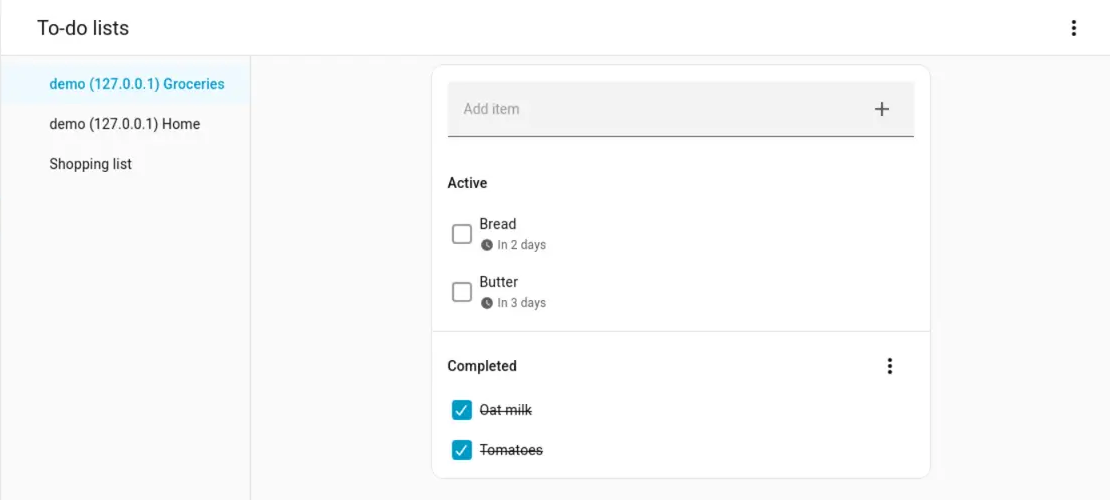 To-do lists
demo (127.0.0.1) Groceries
demo (127.0.0.1) Home
Shopping list
Add item
Active
Bread
In 2 days
Butter
In 3 days
Completed
Oat milk
Tomatoes